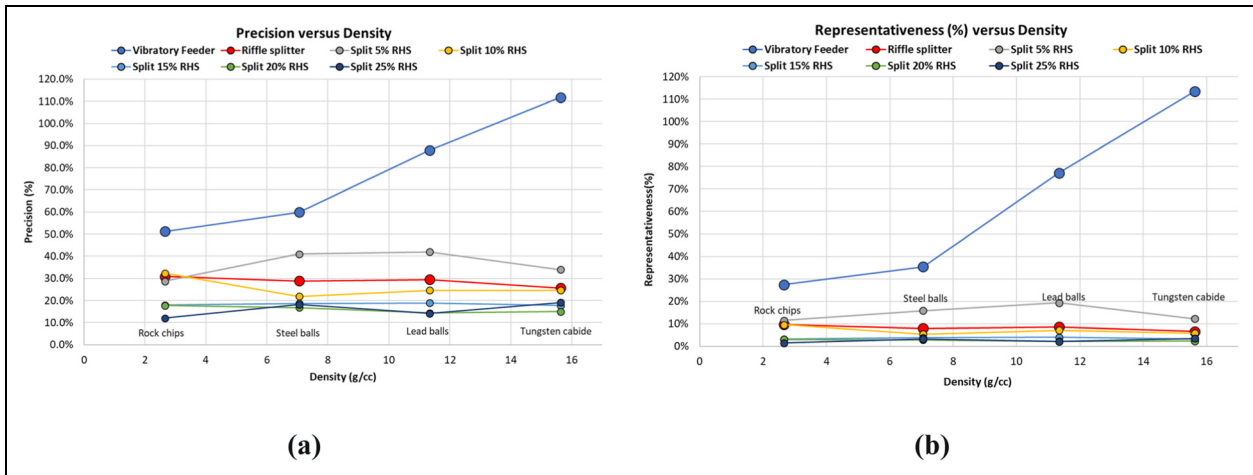 Precision versus Density
Vibratory Feeder Riffle splitter Split 5% RHS Split 10% RHS
Split 15% RHS Split 20% RHS Split 25% RHS
120.0%
110.0%
100.0%
90.0%
80.0%
70.0%
60.0%
50.0%
40.0%
30.0%
20.0%
10.0%
0.0%
Precision (%)
Rock chips Steel balls Lead balls Tungsten cabide
0 2 4 6 8 10 12 14 16
Density (g/cc)
(a)
Representativeness (%) versus Density
Vibratory Feeder Riffle splitter Split 5% RHS Split 10% RHS
Split 15% RHS Split 20% RHS Split 25% RHS
120%
110%
100%
90%
80%
70%
60%
50%
40%
30%
20%
10%
0%
Representativeness(%)
Rock chips Steel balls Lead balls Tungsten cabide
0 2 4 6 8 10 12 14 16
Density (g/cc)
(b)